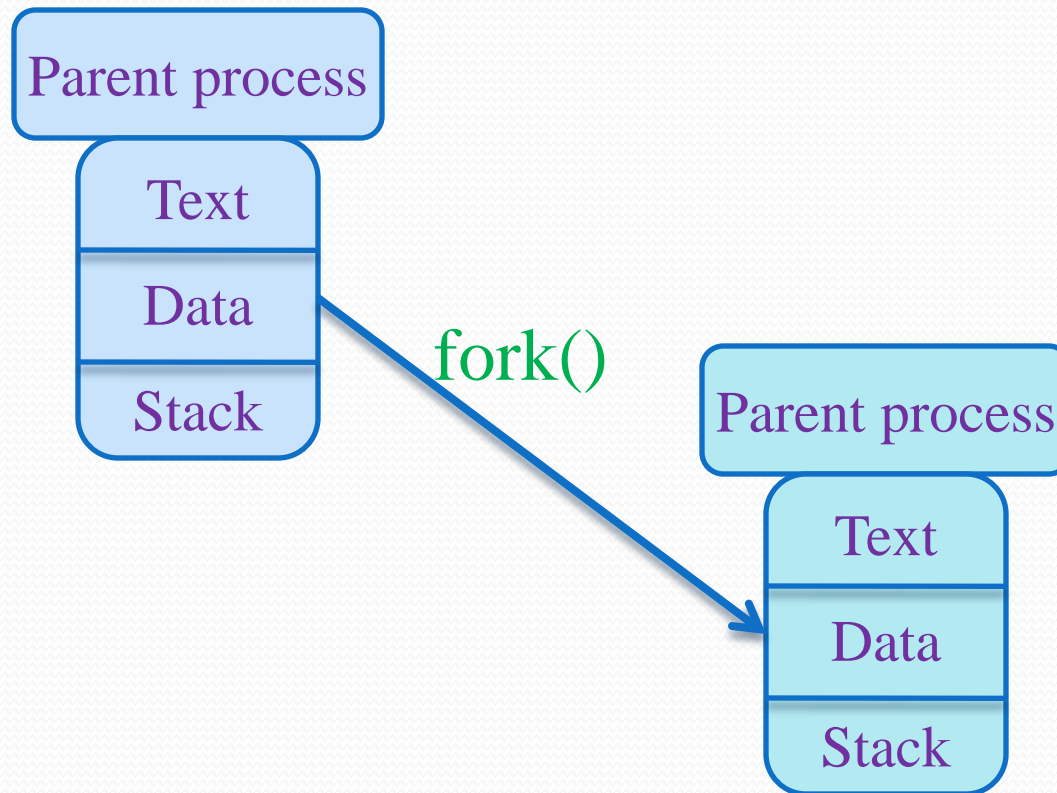 Parent process
Text
Data
Stack
fork()
Parent process
Text
Data
Stack